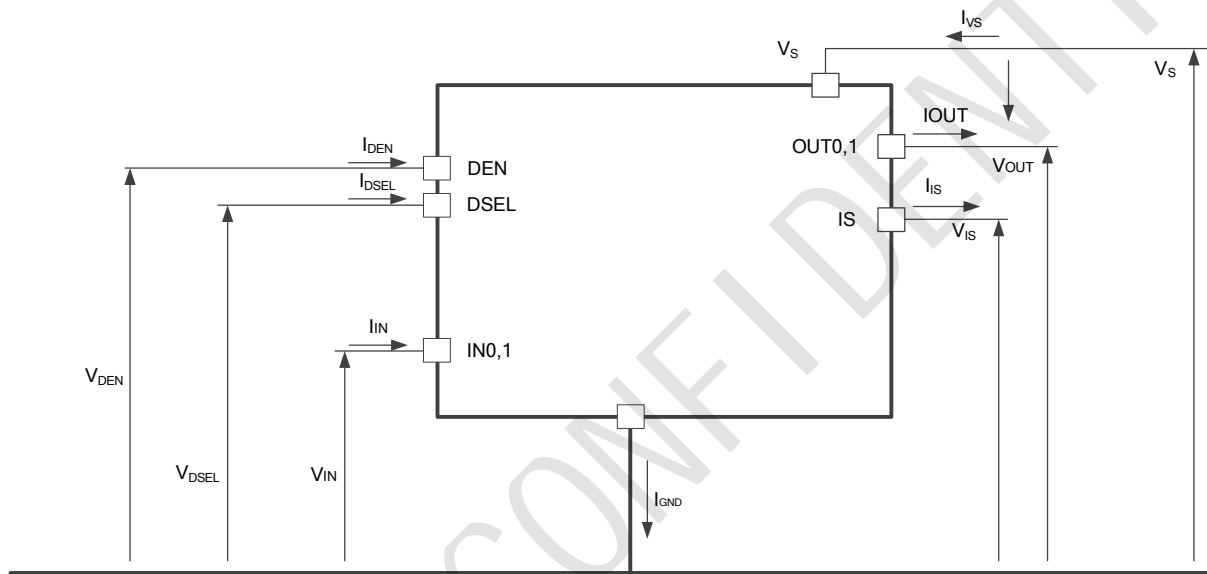 IVS
VS
VS
IOUT
IDEN
OUT0,1
DEN
VOUT
IDSEL
IIS
DSEL
IS
VIS
IIN
IN0,1
VDEN
VDSEL
VIN
IGND
CONFIDENT